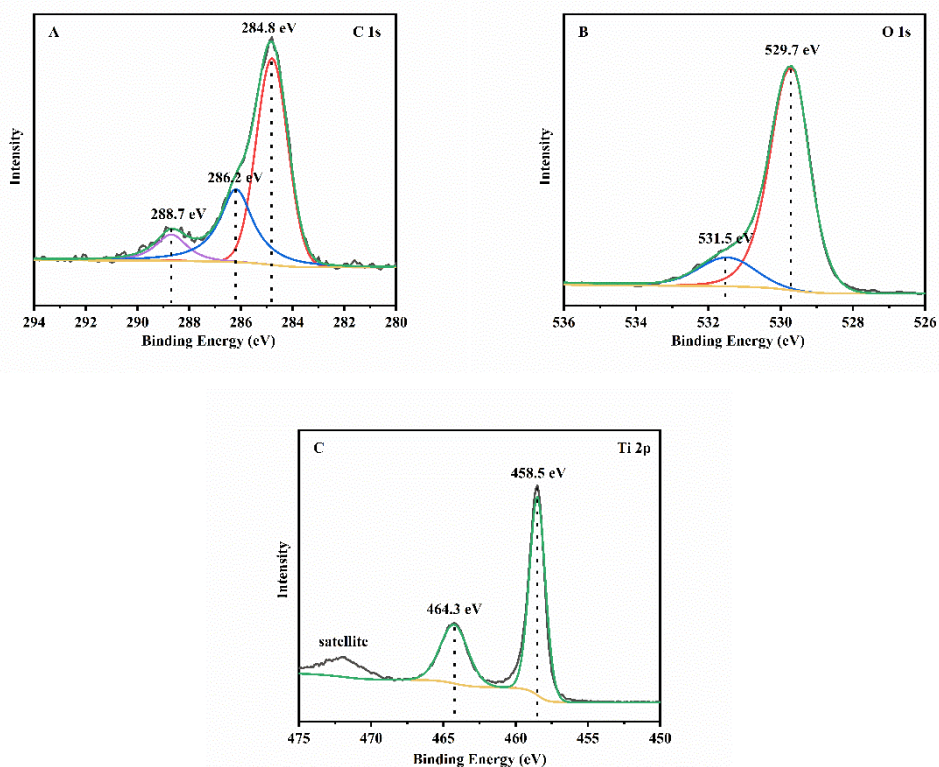 A
284.8 eV
C 1s
286.2 eV
288.7 eV
Intensity
294 292 290 288 286 284 282 280
Binding Energy (eV)
B
529.7 eV
O 1s
531.5 eV
Intensity
536 534 532 530 528 526
Binding Energy (eV)
C
458.5 eV
Ti 2p
464.3 eV
satellite
Intensity
475 470 465 460 455 450
Binding Energy (eV)